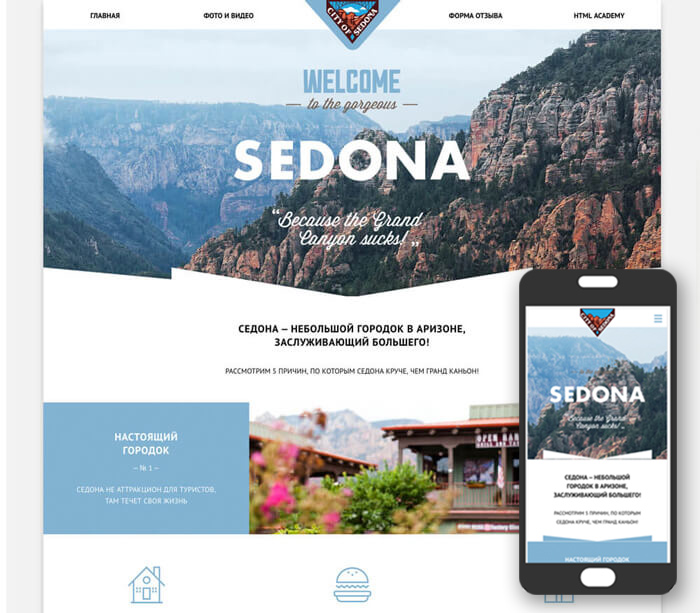 ГЛАВНАЯ
ФОТО И ВИДЕО
CITY OF SEDONA
ФОРМА ОТЗЫВА
HTML ACADEMY
WELCOME
to the gorgeous
SEDONA
“Because the Grand
Canyon sucks!„
СЕДОНА – НЕБОЛЬШОЙ ГОРОДОК В АРИЗОНЕ,
ЗАСЛУЖИВАЮЩИЙ БОЛЬШЕГО!
РАССМОТРИМ 5 ПРИЧИН, ПО КОТОРЫМ СЕДОНА КРУЧЕ, ЧЕМ ГРАНД КАНЬОН!
НАСТОЯЩИЙ
ГОРОДОК
– № 1 –
СЕДОНА НЕ АТТРАКЦИОН ДЛЯ ТУРИСТОВ,
ТАМ ТЕЧЕТ СВОЯ ЖИЗНЬ
OPEN
CITY OF SEDONA
SEDONA
“Because the Grand
Canyon sucks!„
СЕДОНА – НЕБОЛЬШОЙ
ГОРОДОК В АРИЗОНЕ,
ЗАСЛУЖИВАЮЩИЙ БОЛЬШЕГО!
РАССМОТРИМ 5 ПРИЧИН, ПО КОТОРЫМ
СЕДОНА КРУЧЕ, ЧЕМ ГРАНД КАНЬОН!
НАСТОЯЩИЙ ГОРОДОК